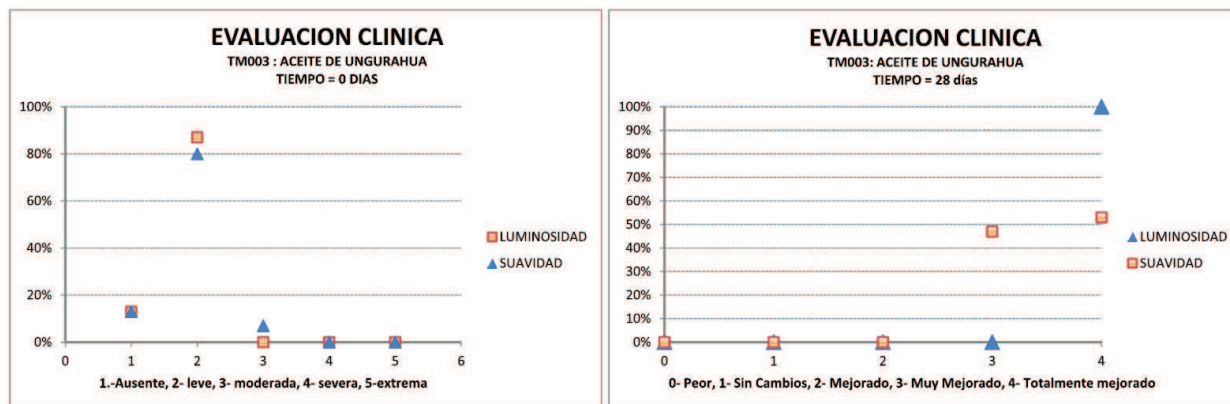 EVALUACION CLINICA
TM003 : ACEITE DE UNGURAHUA
TIEMPO = 0 DIAS
100%
80%
60%
40%
20%
0%
0 1 2 3 4 5 6
1.-Ausente, 2- leve, 3- moderada, 4- severa, 5-extrema
LUMINOSIDAD
SUAVIDAD
EVALUACION CLINICA
TM003: ACEITE DE UNGURAHUA
TIEMPO = 28 días
100%
90%
80%
70%
60%
50%
40%
30%
20%
10%
0%
0 1 2 3 4
0- Peor, 1- Sin Cambios, 2- Mejorado, 3- Muy Mejorado, 4- Totalmente mejorado
LUMINOSIDAD
SUAVIDAD